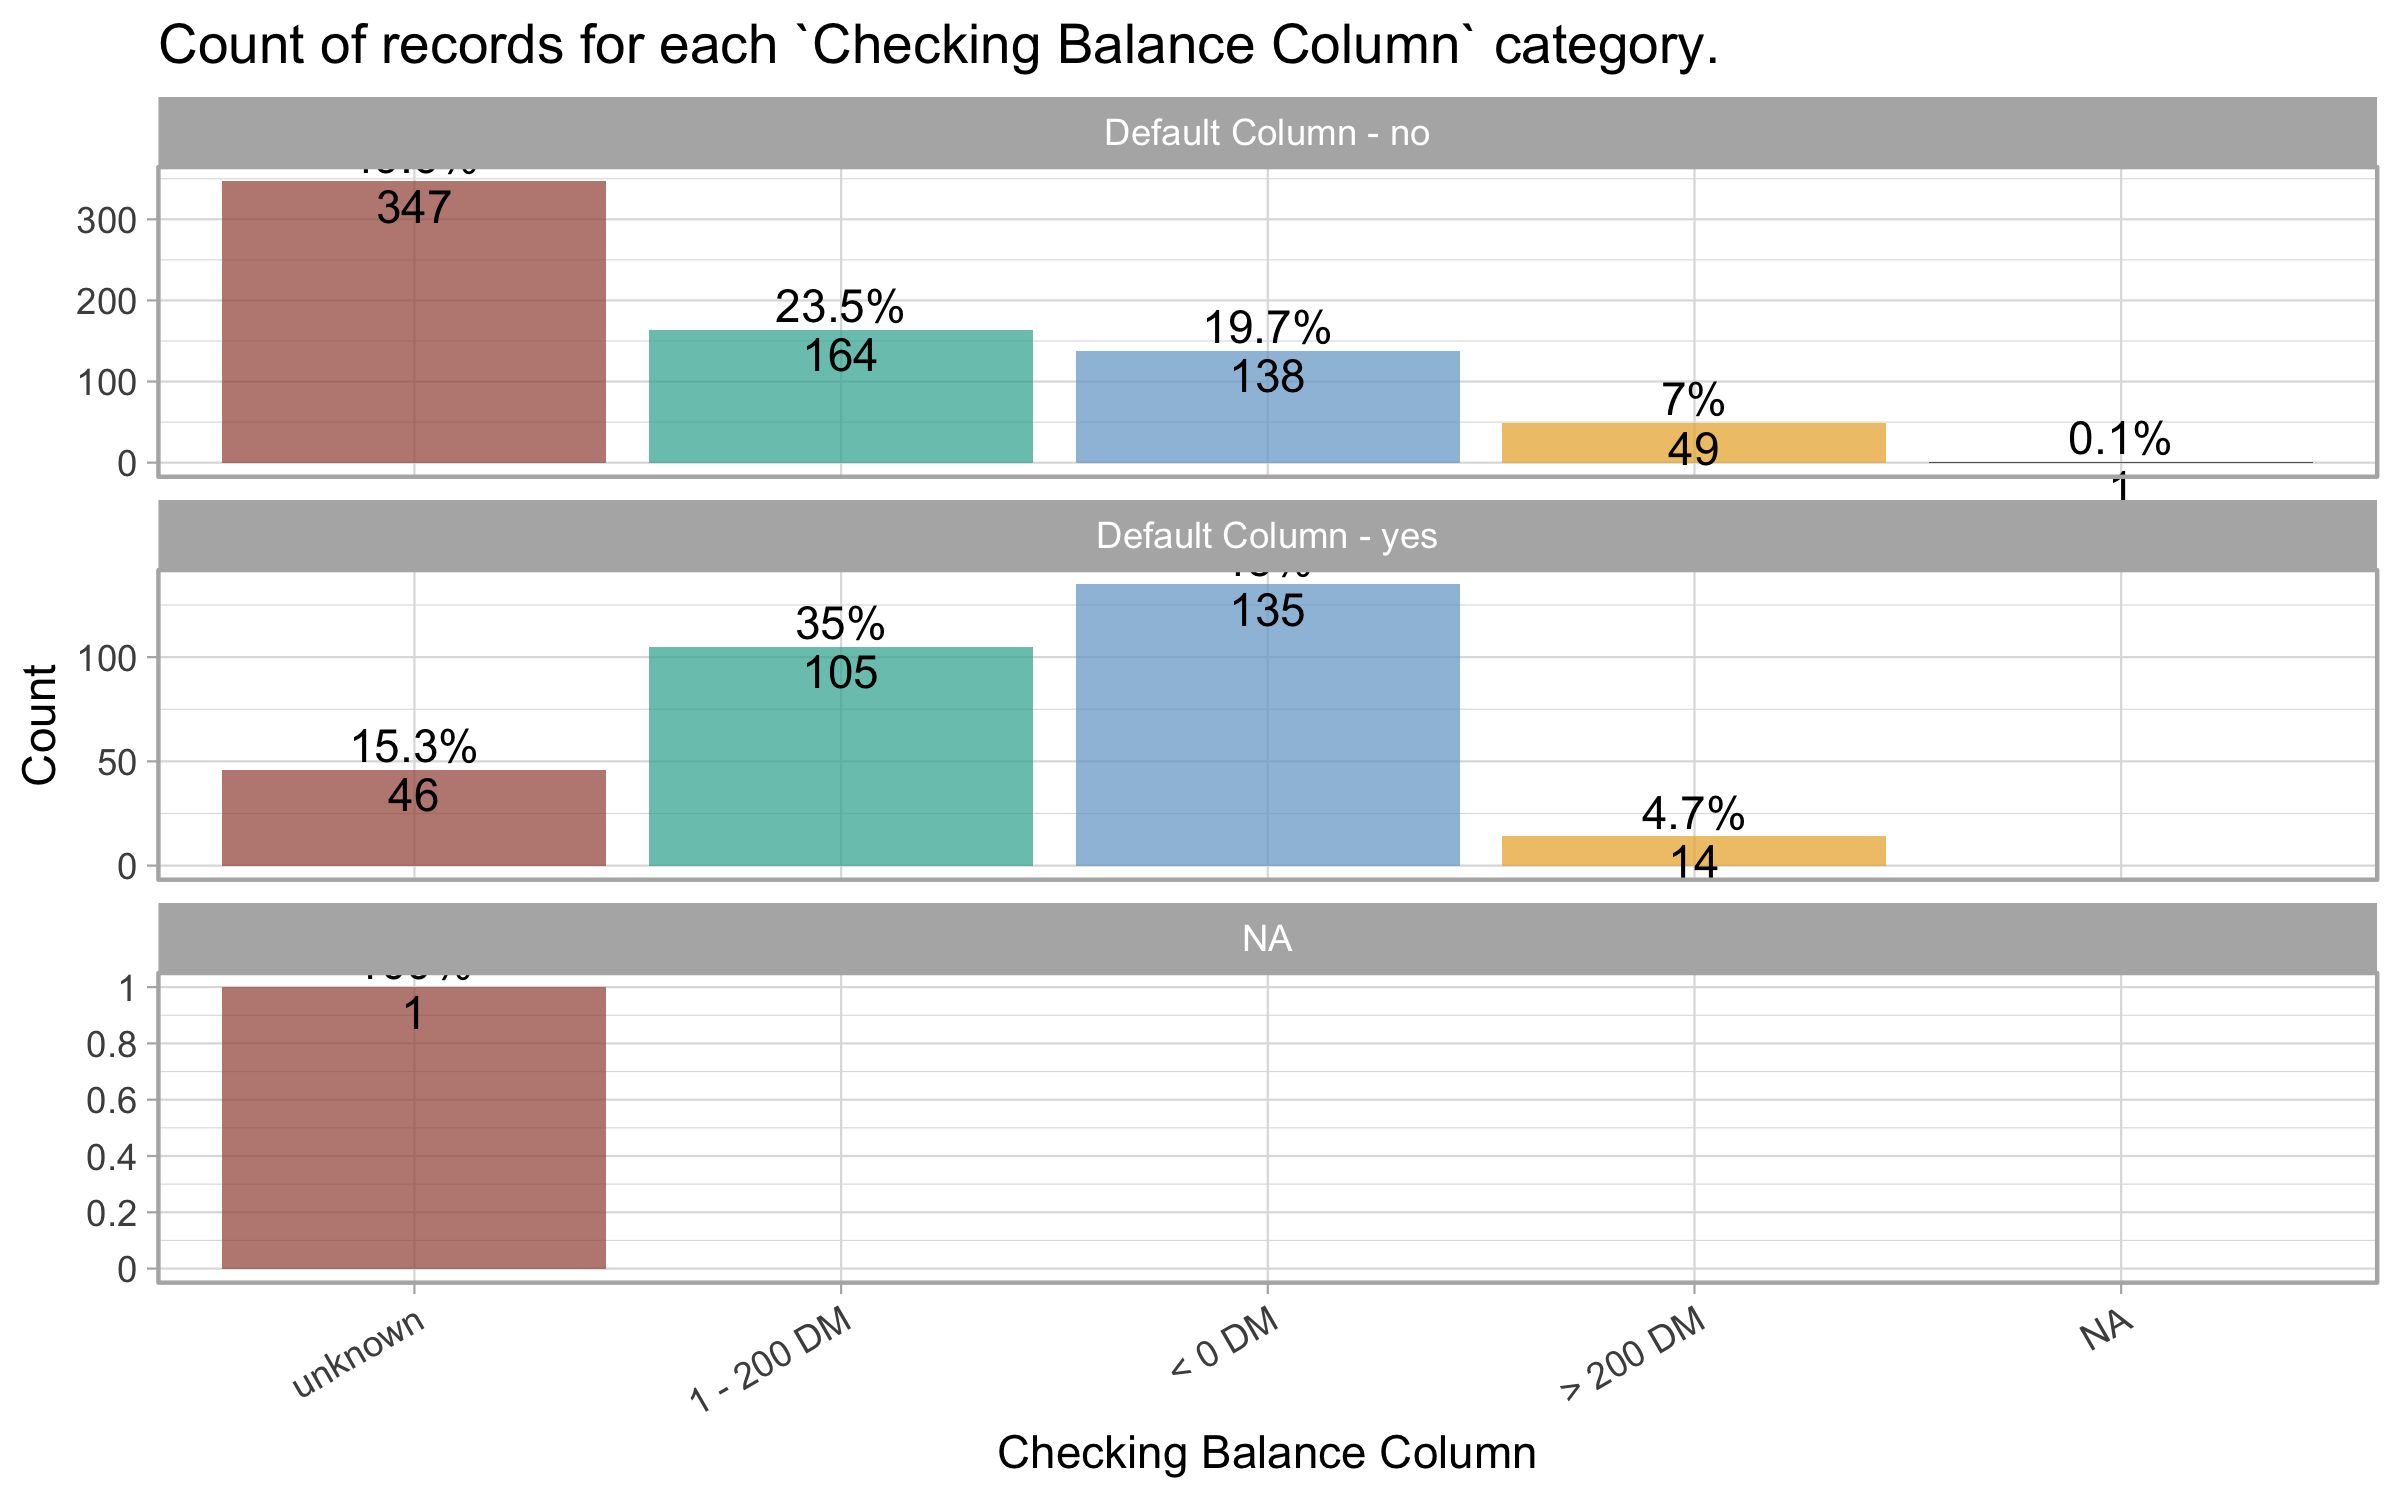 Count of records for each `Checking Balance Column` category.
Default Column - no
300
200
100
0
347
23.5%
164
19.7%
138
7%
49
0.1%
1
Default Column - yes
Count
100
50
0
15.3%
46
35%
105
135
4.7%
14
NA
1
0.8
0.6
0.4
0.2
0
1
unknown
1 - 200 DM
< 0 DM
> 200 DM
NA
Checking Balance Column